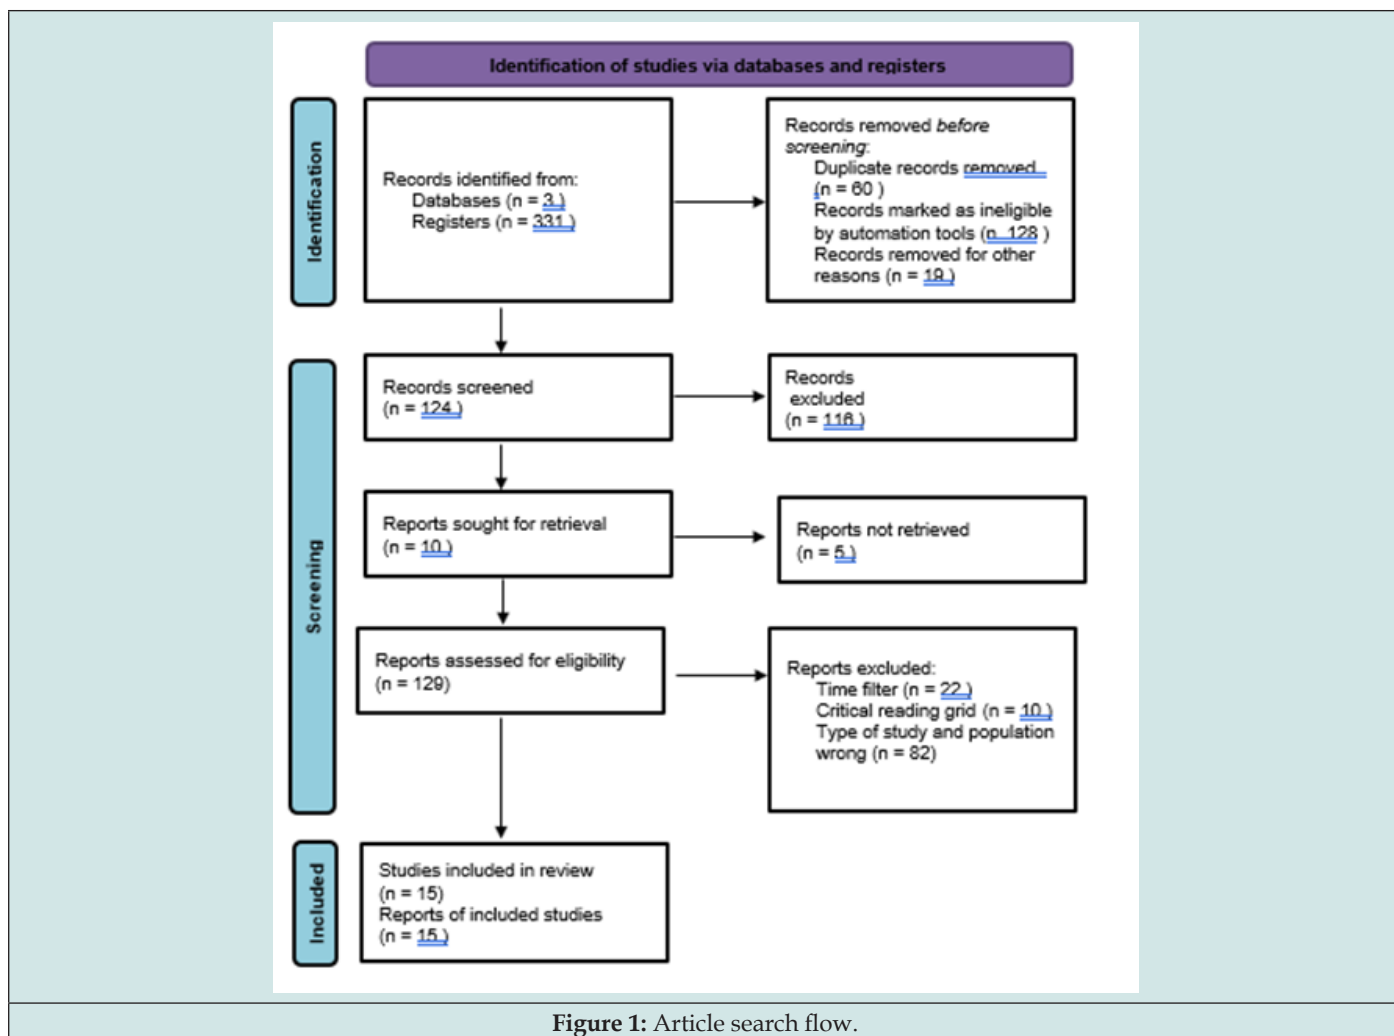 Identification of studies via databases and registers
Identification
Records identified from:
Databases (n = 3 )
Registers (n = 331 )
Records removed before
screening:
Duplicate records removed
(n = 60 )
Records marked as ineligible
by automation tools (n 128 )
Records removed for other
reasons (n = 19 )
Screening
Records screened
(n = 124 )
Records
excluded
(n = 116 )
Reports sought for retrieval
(n = 10 )
Reports not retrieved
(n = 5 )
Reports assessed for eligibility
(n = 129)
Reports excluded:
Time filter (n = 22 )
Critical reading grid (n = 10 )
Type of study and population
wrong (n = 82)
Included
Studies included in review
(n = 15)
Reports of included studies
(n = 15 )
Figure 1: Article search flow.